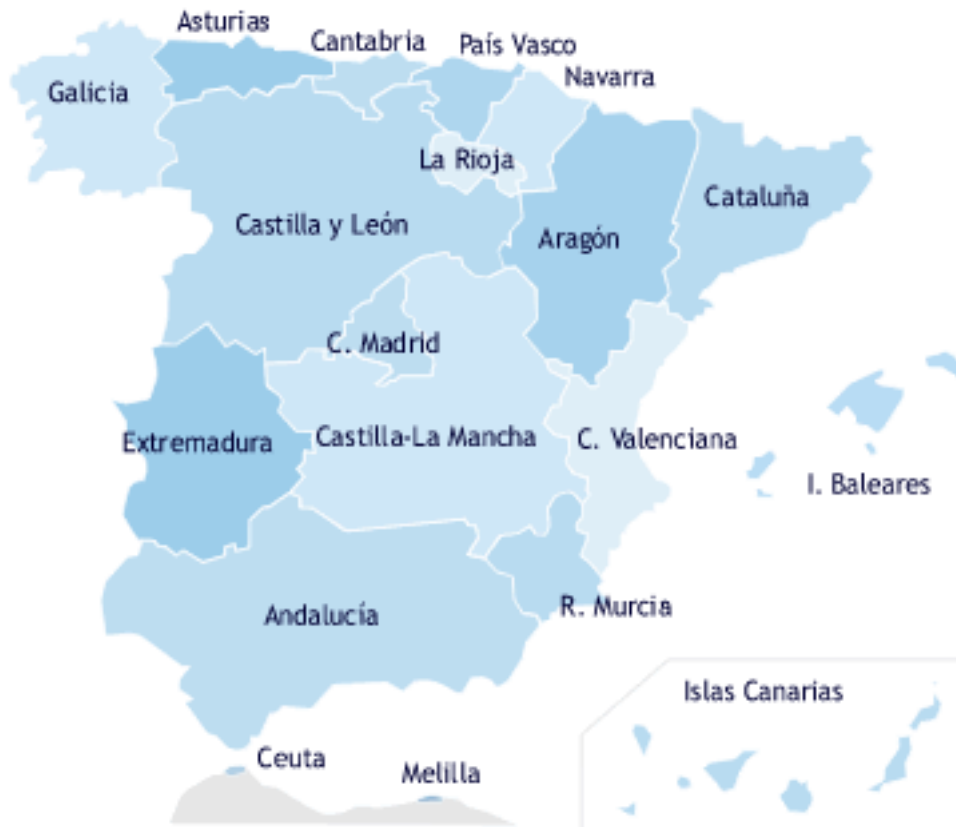 Asturias
Cantabria
País Vasco
Navarra
Galicia
La Rioja
Cataluña
Castilla y León
Aragón
C. Madrid
Extremadura
Castilla-La Mancha
C. Valenciana
I. Baleares
Andalucía
R. Murcia
Islas Canarias
Ceuta
Melilla